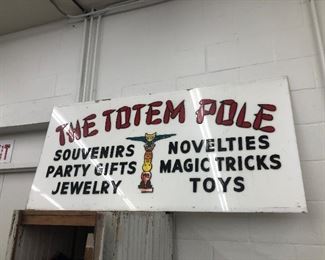 THE TOTEM POLE
SOUVENIRS NOVELTIES
PARTY GIFTS MAGIC TRICKS
JEWELRY TOYS